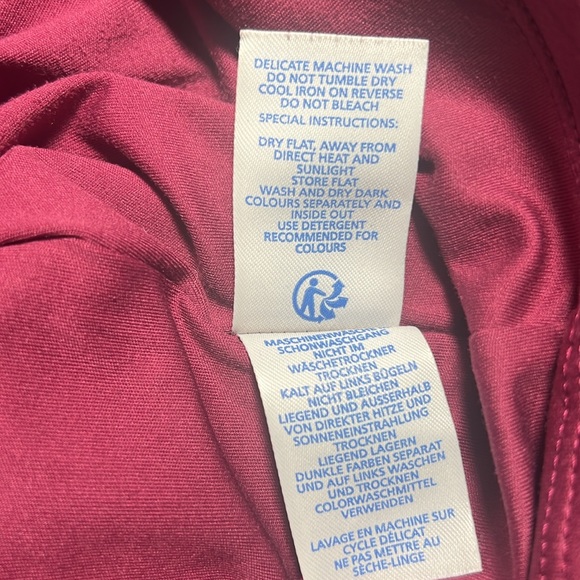 DELICATE MACHINE WASH
DO NOT TUMBLE DRY
COOL IRON ON REVERSE
DO NOT BLEACH
SPECIAL INSTRUCTIONS:
DRY FLAT, AWAY FROM
DIRECT HEAT AND
SUNLIGHT
STORE FLAT
WASH AND DRY DARK
COLOURS SEPARATELY AND
INSIDE OUT
USE DETERGENT
RECOMMENDED FOR
COLOURS
SCHONWASCHGANG
NICHT IM
WÄSCHETROCKNER
TROCKNEN
KALT AUF LINKS BÜGELN
NICHT BLEICHEN
LIEGEND UND AUSSERHALB
VON DIREKTER HITZE UND
SONNENEINSTRAHLUNG
TROCKNEN
LIEGEND LAGERN
DUNKLE FARBEN SEPARAT
UND AUF LINKS WASCHEN
UND TROCKNEN
COLORWASCHMITTEL
VERWENDEN
LAVAGE EN MACHINE SUR
CYCLE DÉLICAT
NE PAS METTRE AU
SÈCHE-LINGE